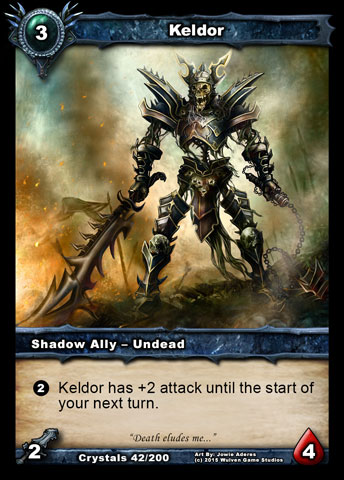 3
Keldor
Shadow Ally – Undead
2 Keldor has +2 attack until the start of
your next turn.
"Death eludes me..."
2
Crystals 42/200
Art By: Jowie Aderes
(c) 2015 Wulven Game Studios
4